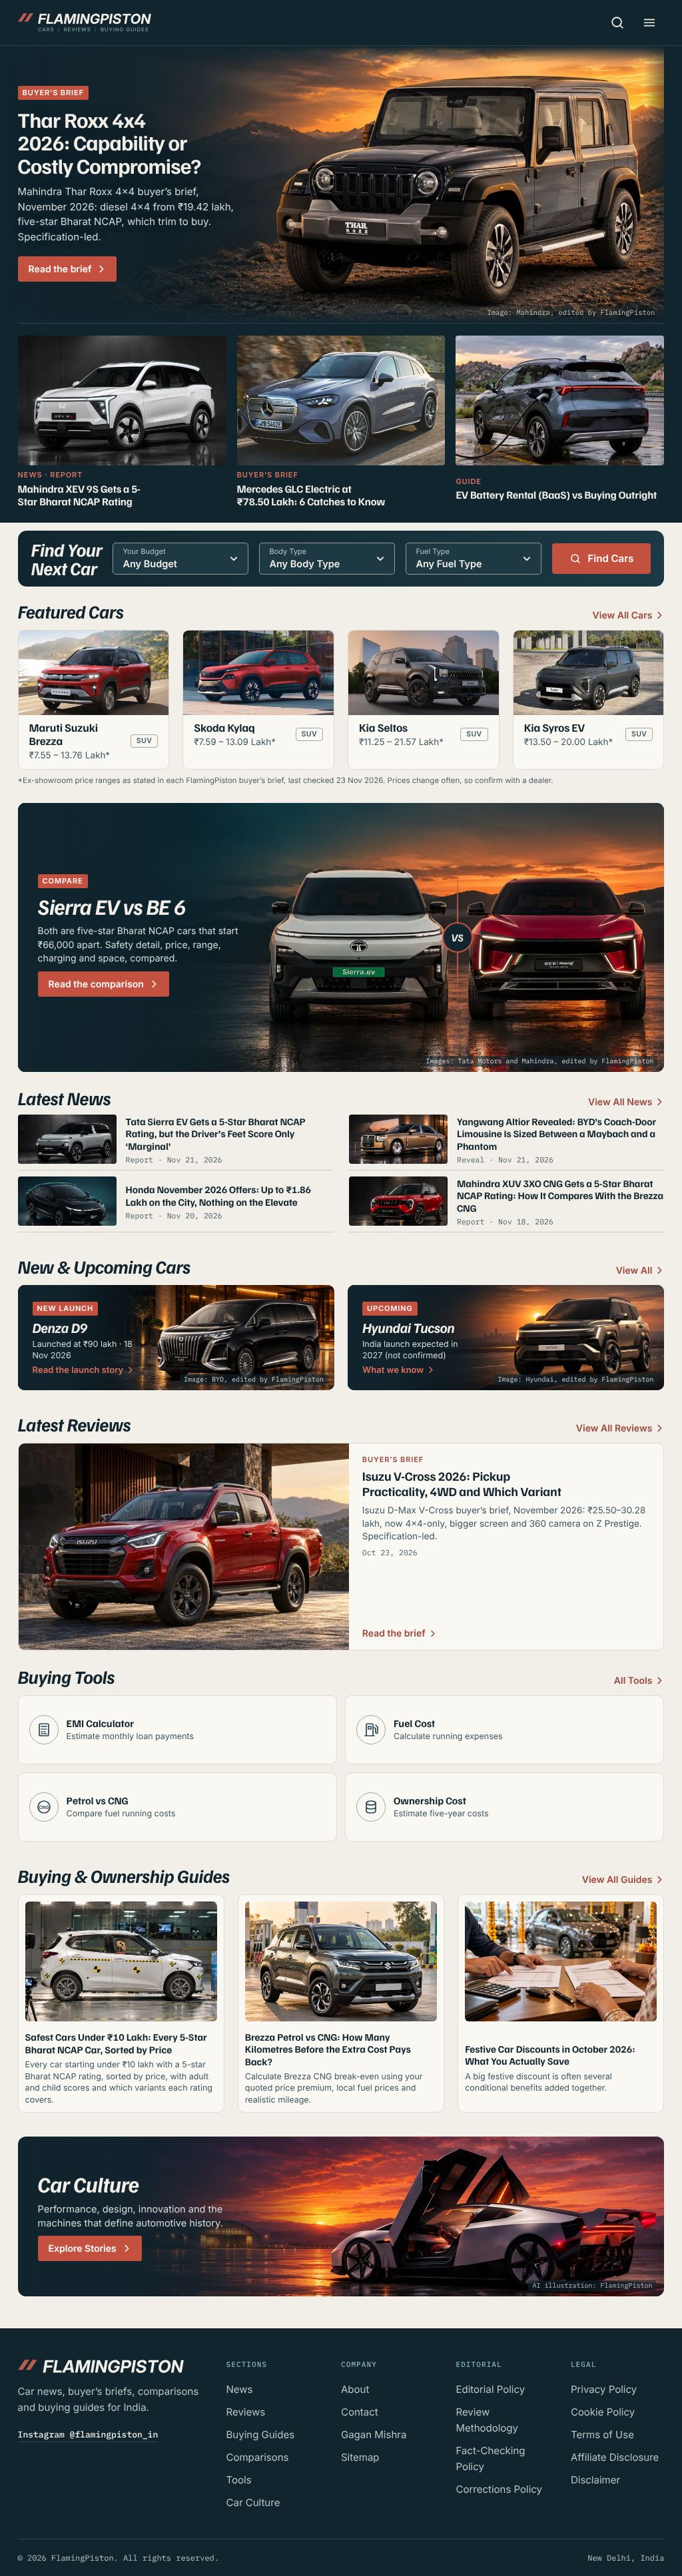 FLAMINGPISTON
CARS / REVIEWS / BUYING GUIDES
BUYER'S BRIEF
Thar Roxx 4x4
2026: Capability or
Costly Compromise?
Mahindra Thar Roxx 4×4 buyer's brief,
November 2026: diesel 4×4 from ₹19.42 lakh,
five-star Bharat NCAP, which trim to buy.
Specification-led.
Read the brief
THAR
ROXX
Image: Mahindra, edited by FlamingPiston
NEWS · REPORT
Mahindra XEV 9S Gets a 5-
Star Bharat NCAP Rating
BUYER'S BRIEF
Mercedes GLC Electric at
₹78.50 Lakh: 6 Catches to Know
GUIDE
EV Battery Rental (BaaS) vs Buying Outright
Find Your
Next Car
Your Budget
Any Budget
Body Type
Any Body Type
Fuel Type
Any Fuel Type
Find Cars
Featured Cars
View All Cars
Maruti Suzuki
Brezza
₹7.55 – 13.76 Lakh*
SUV
Skoda Kylaq
₹7.59 – 13.09 Lakh*
SUV
Kia Seltos
₹11.25 – 21.57 Lakh*
SUV
Kia Syros EV
₹13.50 – 20.00 Lakh*
SUV
*Ex-showroom price ranges as stated in each FlamingPiston buyer's brief, last checked 23 Nov 2026. Prices change often, so confirm with a dealer.
COMPARE
Sierra EV vs BE 6
Both are five-star Bharat NCAP cars that start
₹66,000 apart. Safety detail, price, range,
charging and space, compared.
Read the comparison
VS
Sierra.ev
Images: Tata Motors and Mahindra, edited by FlamingPiston
Latest News
View All News
Tata Sierra EV Gets a 5-Star Bharat NCAP
Rating, but the Driver's Feet Score Only
'Marginal'
Report · Nov 21, 2026
Yangwang Altior Revealed: BYD's Coach-Door
Limousine Is Sized Between a Maybach and a
Phantom
Reveal · Nov 21, 2026
Honda November 2026 Offers: Up to ₹1.86
Lakh on the City, Nothing on the Elevate
Report · Nov 20, 2026
Mahindra XUV 3XO CNG Gets a 5-Star Bharat
NCAP Rating: How It Compares With the Brezza
CNG
Report · Nov 18, 2026
New & Upcoming Cars
View All
NEW LAUNCH
Denza D9
Launched at ₹90 lakh · 18
Nov 2026
Read the launch story
Image: BYD, edited by FlamingPiston
UPCOMING
Hyundai Tucson
India launch expected in
2027 (not confirmed)
What we know
Image: Hyundai, edited by FlamingPiston
Latest Reviews
View All Reviews
ISUZU
BUYER'S BRIEF
Isuzu V-Cross 2026: Pickup
Practicality, 4WD and Which Variant
Isuzu D-Max V-Cross buyer's brief, November 2026: ₹25.50–30.28
lakh, now 4×4-only, bigger screen and 360 camera on Z Prestige.
Specification-led.
Oct 23, 2026
Read the brief
Buying Tools
All Tools
EMI Calculator
Estimate monthly loan payments
Fuel Cost
Calculate running expenses
CNG
Petrol vs CNG
Compare fuel running costs
Ownership Cost
Estimate five-year costs
Buying & Ownership Guides
View All Guides
Safest Cars Under ₹10 Lakh: Every 5-Star
Bharat NCAP Car, Sorted by Price
Every car starting under ₹10 lakh with a 5-star
Bharat NCAP rating, sorted by price, with adult
and child scores and which variants each rating
covers.
Brezza Petrol vs CNG: How Many
Kilometres Before the Extra Cost Pays
Back?
Calculate Brezza CNG break-even using your
quoted price premium, local fuel prices and
realistic mileage.
Festive Car Discounts in October 2026:
What You Actually Save
A big festive discount is often several
conditional benefits added together.
Car Culture
Performance, design, innovation and the
machines that define automotive history.
Explore Stories
AI illustration: FlamingPiston
FLAMINGPISTON
Car news, buyer's briefs, comparisons
and buying guides for India.
Instagram @flamingpiston_in
SECTIONS
News
Reviews
Buying Guides
Comparisons
Tools
Car Culture
COMPANY
About
Contact
Gagan Mishra
Sitemap
EDITORIAL
Editorial Policy
Review
Methodology
Fact-Checking
Policy
Corrections Policy
LEGAL
Privacy Policy
Cookie Policy
Terms of Use
Affiliate Disclosure
Disclaimer
© 2026 FlamingPiston. All rights reserved.
New Delhi, India